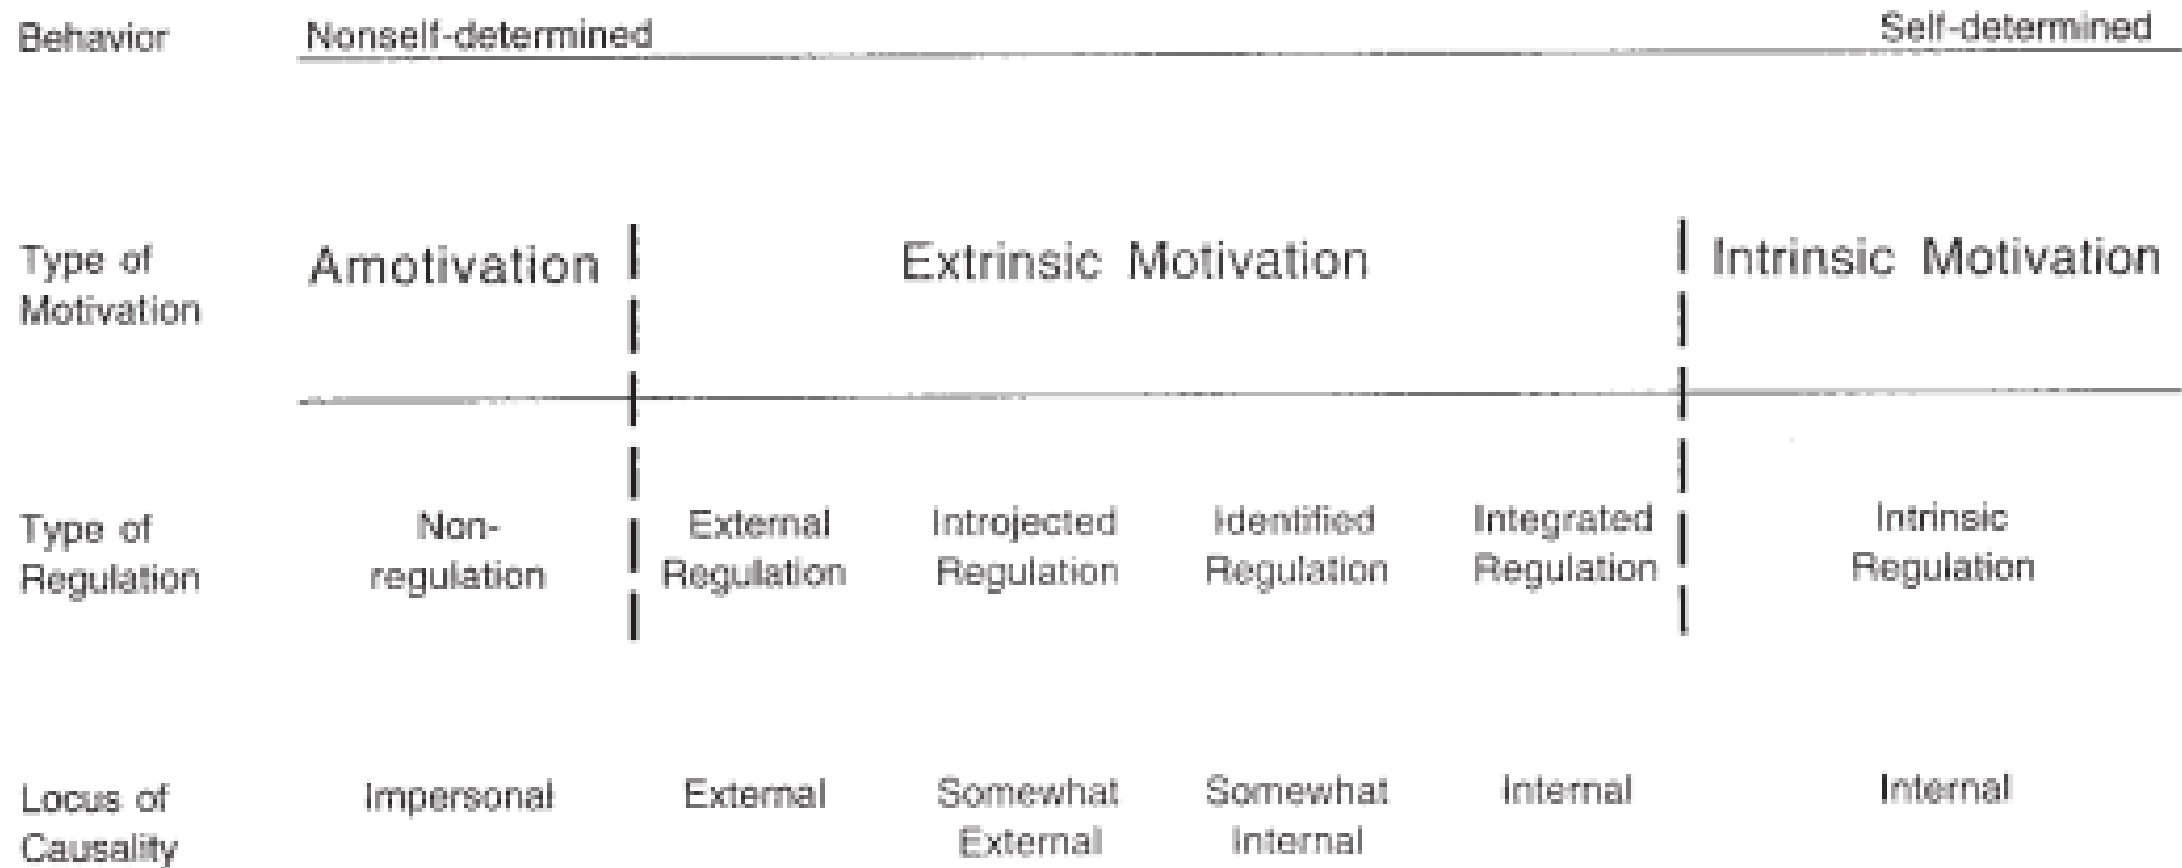 Behavior Nonself-determined Self-determined
Type of Motivation Amotivation Extrinsic Motivation Intrinsic Motivation
Type of Regulation Non-regulation External Regulation Introjected Regulation Identified Regulation Integrated Regulation Intrinsic Regulation
Locus of Causality Impersonal External Somewhat External Somewhat Internal Internal Internal